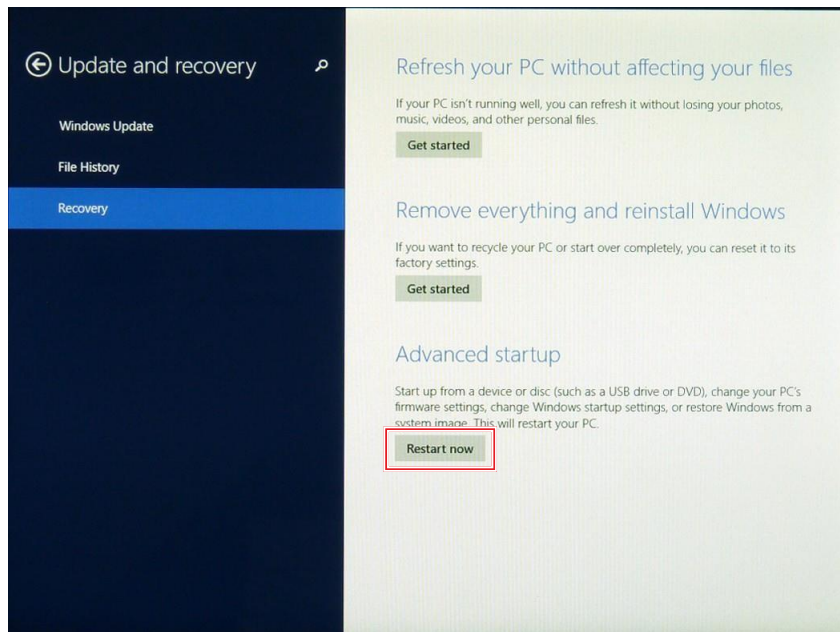 Update and recovery
Windows Update
File History
Recovery
Refresh your PC without affecting your files
If your PC isn't running well, you can refresh it without losing your photos,
music, videos, and other personal files.
Get started
Remove everything and reinstall Windows
If you want to recycle your PC or start over completely, you can reset it to its
factory settings.
Get started
Advanced startup
Start up from a device or disc (such as a USB drive or DVD), change your PC's
firmware settings, change Windows startup settings, or restore Windows from a
system image. This will restart your PC.
Restart now